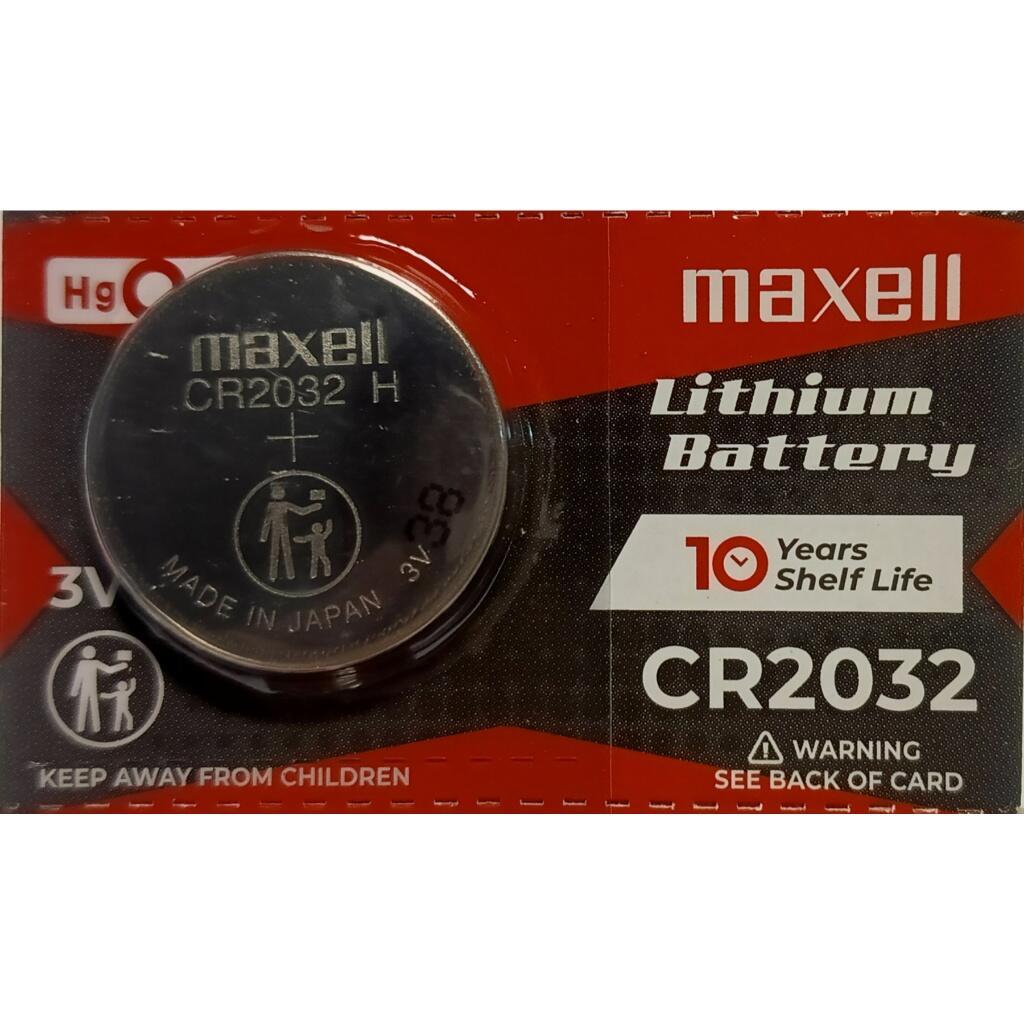 Hg0
maxell
CR2032 H
+
MADE IN JAPAN 3V
38
3V
KEEP AWAY FROM CHILDREN
maxell
Lithium
Battery
10 Years
Shelf Life
CR2032
WARNING
SEE BACK OF CARD